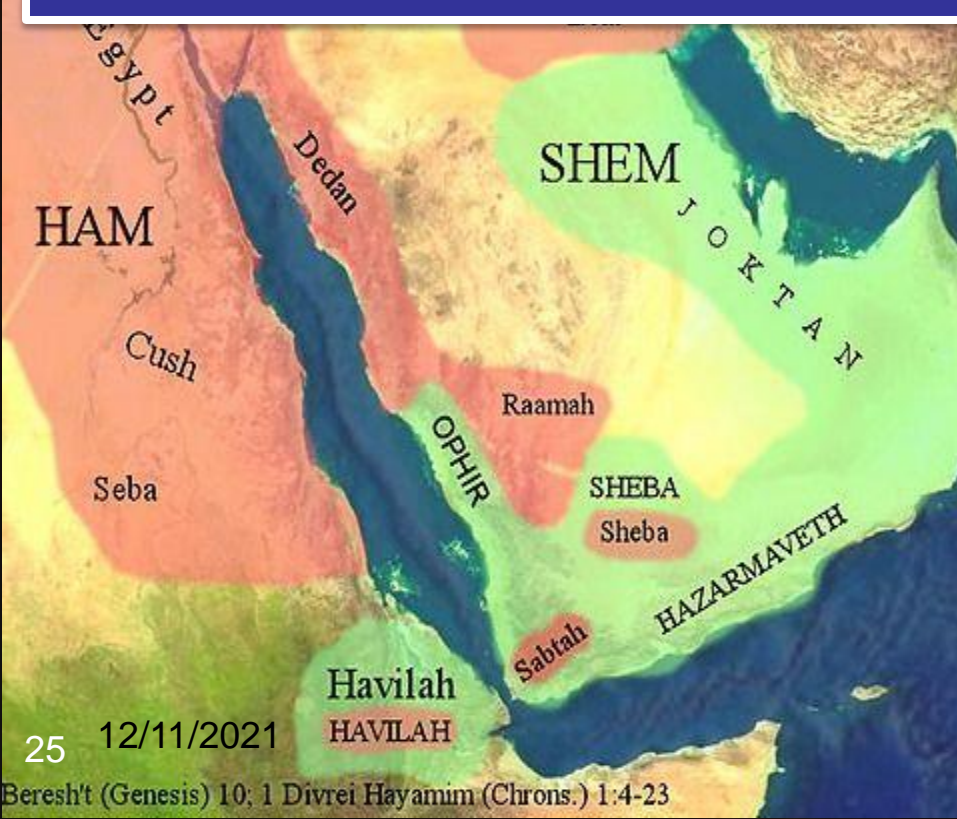 Egypt
Dedan
SHEM
HAM
JOKTAN
Cush
Raamah
OPHIR
Seba
SHEBA
Sheba
HAZARMAVETH
Sabtah
Havilah
HAVILAH
25 12/11/2021
Beresh't (Genesis) 10; 1 Divrei Hayamim (Chrons.) 1:4-23